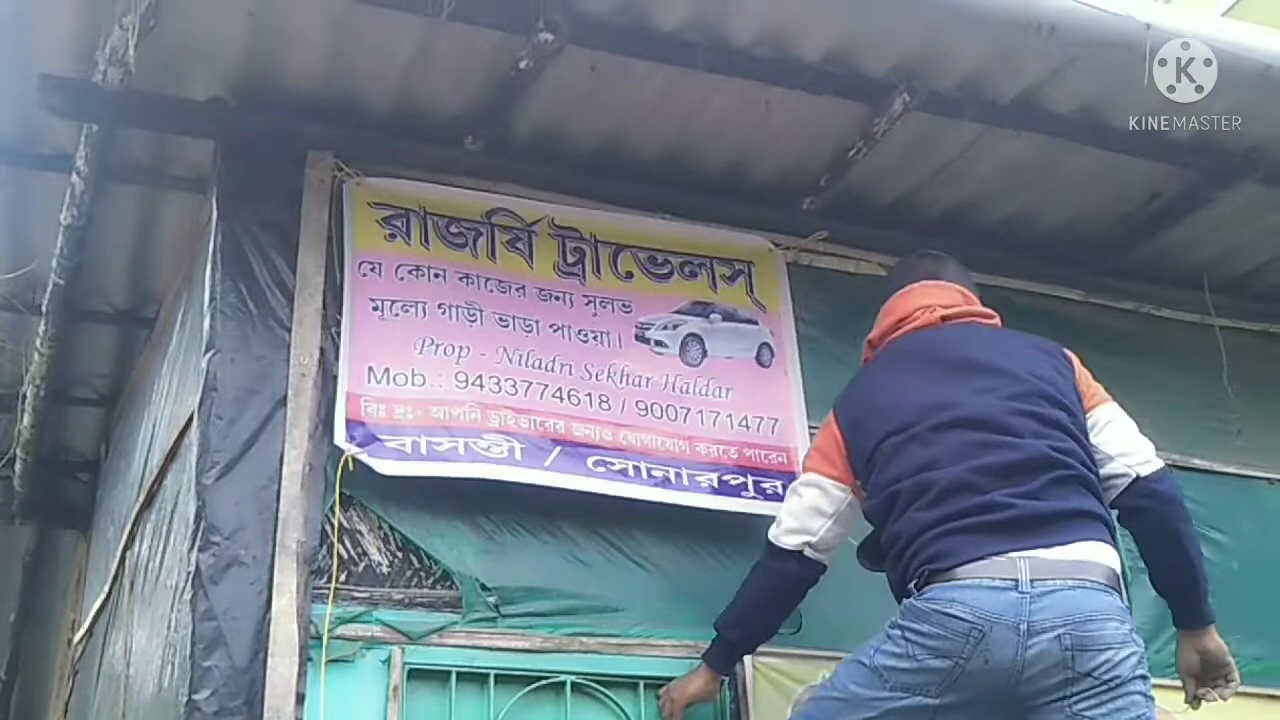 রাজর্ষি ট্রাভেলস্
যে কোন কাজের জন্য সুলভ
মূল্যে গাড়ী ভাড়া পাওয়া।
Prop - Niladri Sekhar Haldar
Mob.: 9433774618 / 9007171477
বিঃ দ্রঃ- আপনি ড্রাইভারের জন্যও যোগাযোগ করতে পারেন
বাসন্তী / সোনারপুর
K
KINEMASTER